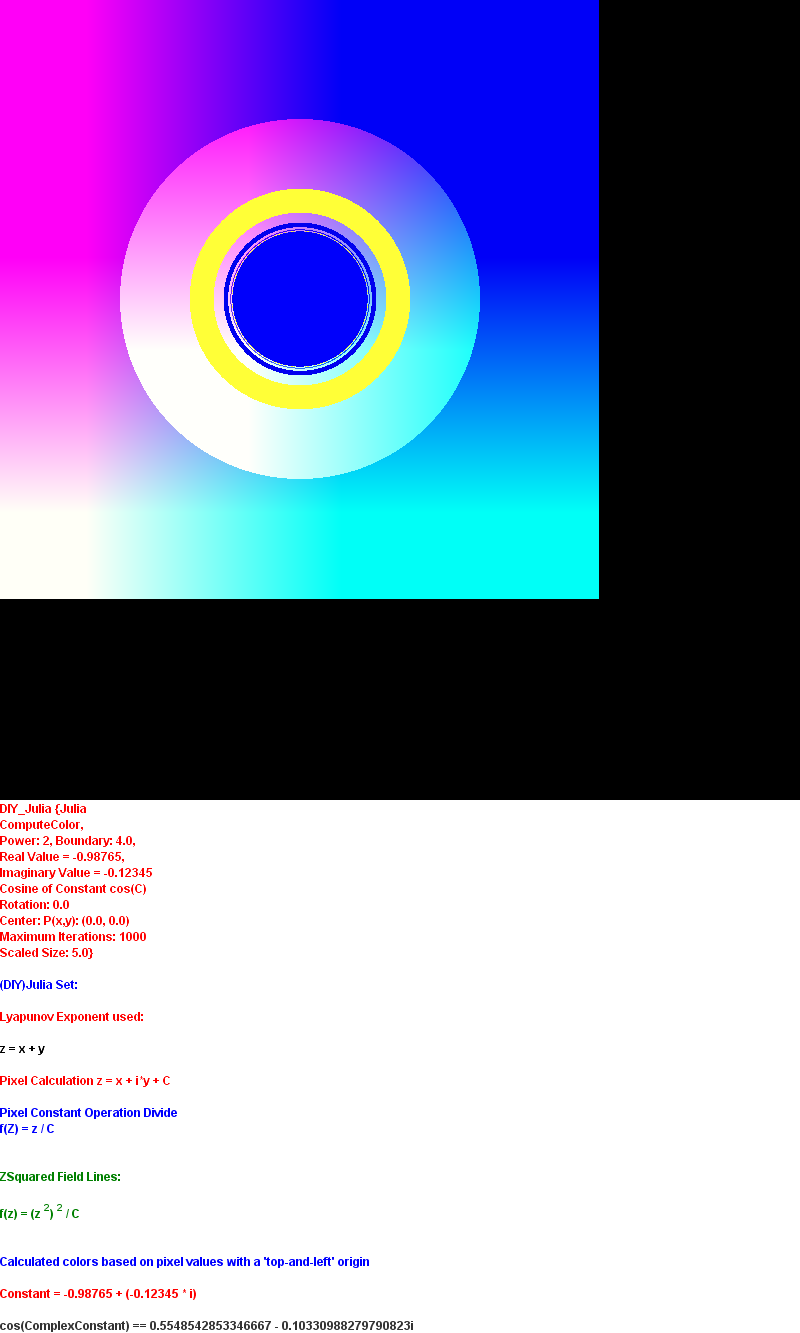 DIY_Julia {Julia
ComputeColor,
Power: 2, Boundary: 4.0,
Real Value = -0.98765,
Imaginary Value = -0.12345
Cosine of Constant cos(C)
Rotation: 0.0
Center: P(x,y): (0.0, 0.0)
Maximum Iterations: 1000
Scaled Size: 5.0}
(DIY)Julia Set:
Lyapunov Exponent used:
z = x + y
Pixel Calculation z = x + i*y + C
Pixel Constant Operation Divide
f(Z) = z / C
ZSquared Field Lines:
f(z) = (z 2) 2 / C
Calculated colors based on pixel values with a 'top-and-left' origin
Constant = -0.98765 + (-0.12345 * i)
cos(ComplexConstant) == 0.5548542853346667 - 0.10330988279790823i